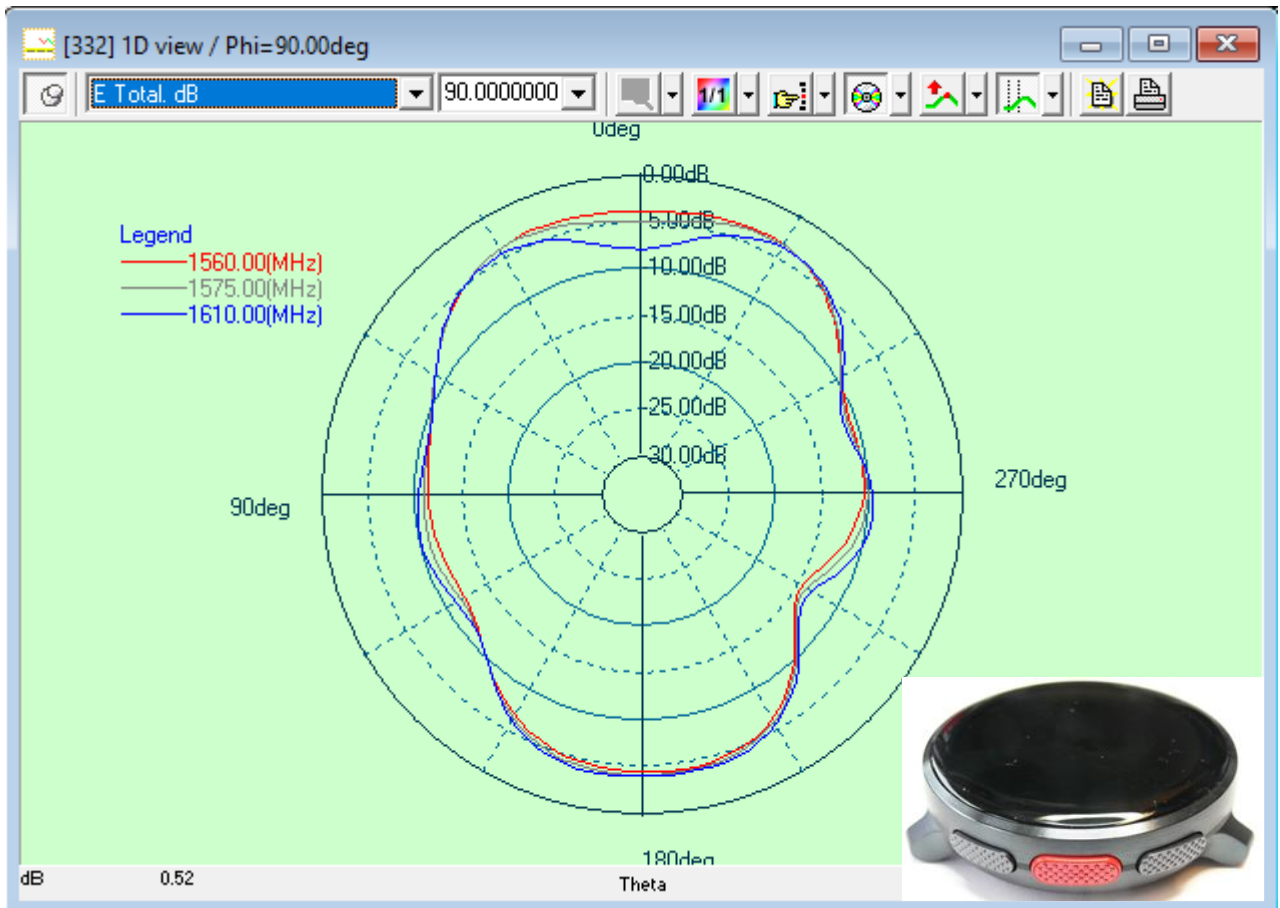 [332] 1D view / Phi=90.00deg
E Total. dB
90.0000000
1/1
0deg
0.00dB
Legend
5.00dB
1560.00(MHz)
10.00dB
1575.00(MHz)
15.00dB
1610.00(MHz)
20.00dB
25.00dB
30.00dB
270deg
90deg
180deg
dB
0.52
Theta